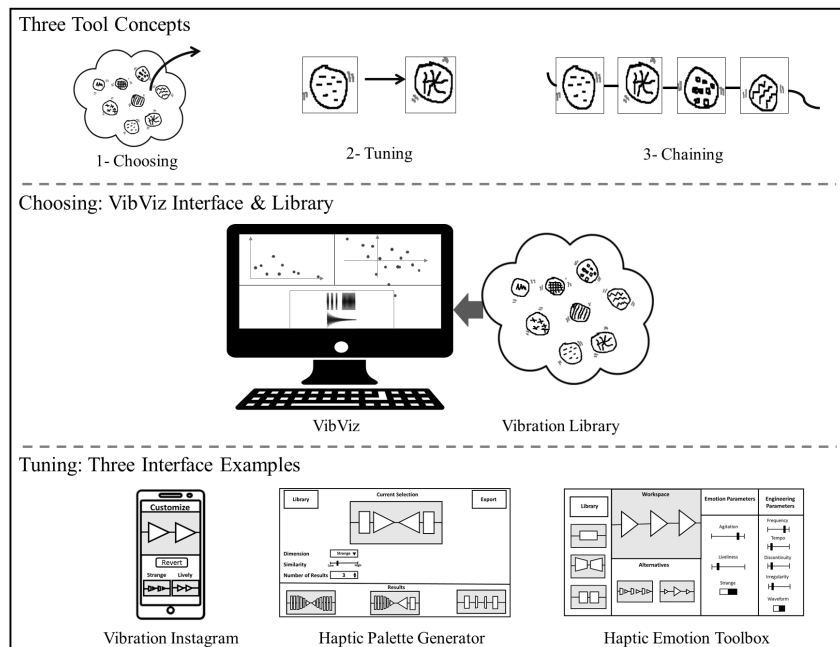 Three Tool Concepts
1- Choosing
2- Tuning
3- Chaining
Choosing: VibViz Interface & Library
VibViz
Vibration Library
Tuning: Three Interface Examples
Customize
Revert
Strange
Lively
Vibration Instagram
Library
Current Selection
Export
Dimension
Strange
Similarity
Low
High
Number of Results
3
Results
Haptic Palette Generator
Library
Workspace
Alternatives
Emotion Parameters
Agitation
Liveliness
Strange
Engineering
Parameters
Frequency
Tempo
Discontinuity
Irregularity
Waveform
Haptic Emotion Toolbox